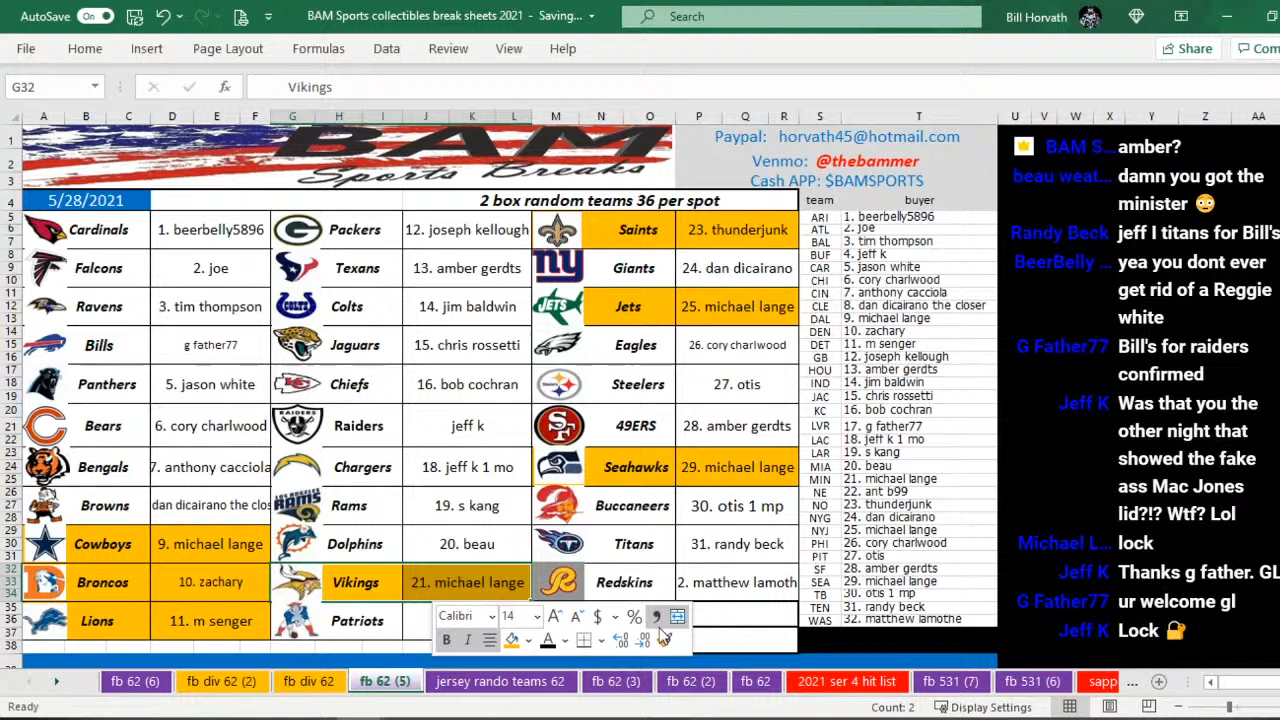 AutoSave On BAM Sports collectibles break sheets 2021 - Saving... Search Bill Horvath
File Home Insert Page Layout Formulas Data Review View Help Share Com
G32 fx Vikings
A B C D E F G H I J K L M N O P Q R S T U V W X Y Z AA
BAM
Sports Breaks
Paypal: horvath45@hotmail.com
Venmo: @thebammer
Cash APP: $BAMSPORTS
5/28/2021 2 box random teams 36 per spot team buyer
Cardinals 1. beerbelly5896 Packers 12. joseph kellough Saints 23. thunderjunk
Falcons 2. joe Texans 13. amber gerdts Giants 24. dan dicairano
Ravens 3. tim thompson Colts 14. jim baldwin Jets 25. michael lange
Bills g father77 Jaguars 15. chris rossetti Eagles 26. cory charlwood
Panthers 5. jason white Chiefs 16. bob cochran Steelers 27. otis
Bears 6. cory charlwood Raiders jeff k 49ERS 28. amber gerdts
Bengals 7. anthony cacciola Chargers 18. jeff k 1 mo Seahawks 29. michael lange
Browns dan dicairano the clos Rams 19. s kang Buccaneers 30. otis 1 mp
Cowboys 9. michael lange Dolphins 20. beau Titans 31. randy beck
Broncos 10. zachary Vikings 21. michael lange Redskins 2. matthew lamoth
Lions 11. m senger Patriots
Calibri 14 $ % ,
B I A
ARI 1. beerbelly5896
ATL 2. joe
BAL 3. tim thompson
BUF 4. jeff k
CAR 5. jason white
CHI 6. cory charlwood
CIN 7. anthony cacciola
CLE 8. dan dicairano the closer
DAL 9. michael lange
DEN 10. zachary
DET 11. m senger
GB 12. joseph kellough
HOU 13. amber gerdts
IND 14. jim baldwin
JAC 15. chris rossetti
KC 16. bob cochran
LVR 17. g father77
LAC 18. jeff k 1 mo
LAR 19. s kang
MIA 20. beau
MIN 21. michael lange
NE 22. ant b99
NO 23. thunderjunk
NYG 24. dan dicairano
NYJ 25. michael lange
PHI 26. cory charlwood
PIT 27. otis
SF 28. amber gerdts
SEA 29. michael lange
TB 30. otis 1 mp
TEN 31. randy beck
WAS 32. matthew lamothe
BAM S... amber?
beau weat... damn you got the
minister
Randy Beck jeff I titans for Bill's
BeerBelly ... yea you dont ever
get rid of a Reggie
white
G Father77 Bill's for raiders
confirmed
Jeff K Was that you the
other night that
showed the fake
ass Mac Jones
lid?!? Wtf? Lol
Michael L... lock
Jeff K Thanks g father. GL
G Father77 ur welcome gl
Jeff K Lock
fb 62 (6) fb div 62 (2) fb div 62 fb 62 (5) jersey rando teams 62 fb 62 (3) fb 62 (2) fb 62 2021 ser 4 hit list fb 531 (7) fb 531 (6) sapp ...
Ready Count: 2 Display Settings